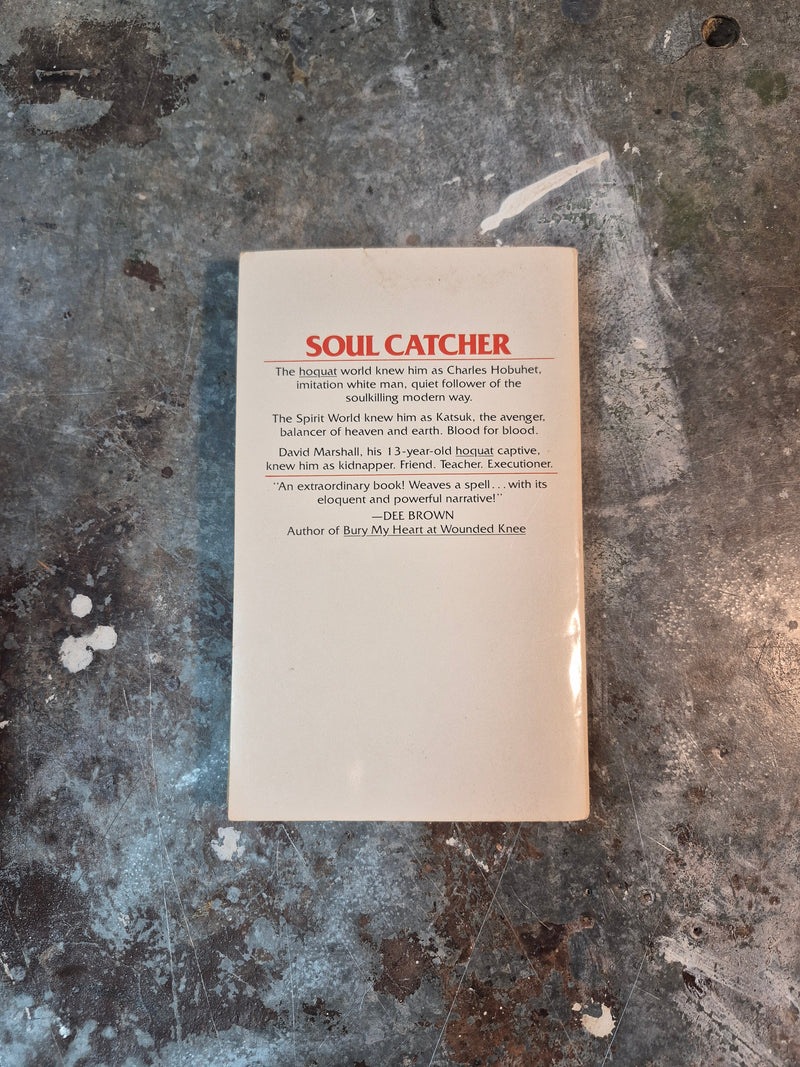 SOUL CATCHER
The hoquat world knew him as Charles Hobuhet,
imitation white man, quiet follower of the
soulkilling modern way.
The Spirit World knew him as Katsuk, the avenger,
balancer of heaven and earth. Blood for blood.
David Marshall, his 13-year-old hoquat captive,
knew him as kidnapper. Friend. Teacher. Executioner.
"An extraordinary book! Weaves a spell...with its
eloquent and powerful narrative!"
—DEE BROWN
Author of Bury My Heart at Wounded Knee